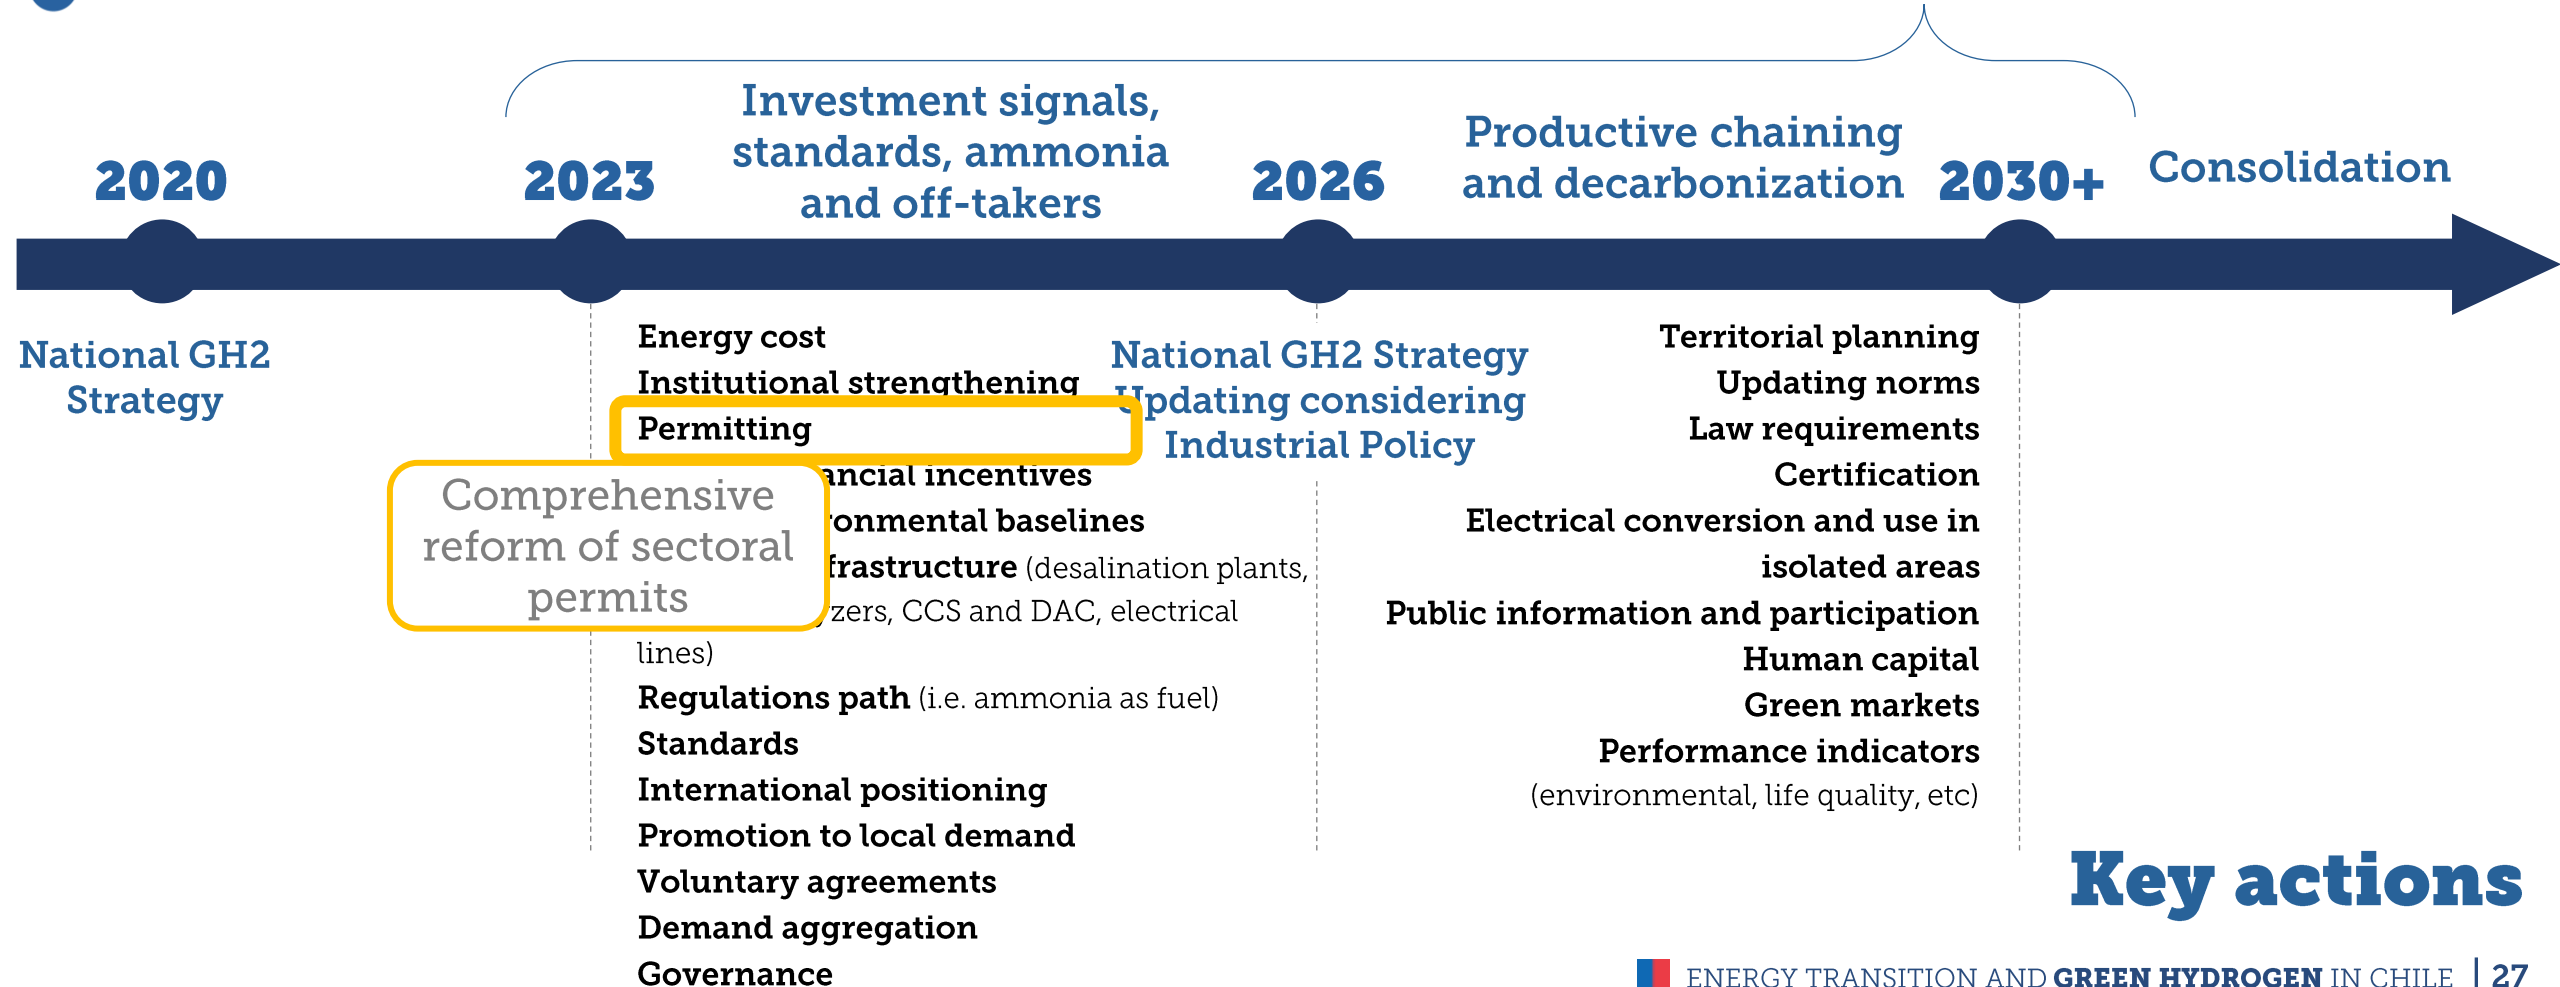 Investment signals,
standards, ammonia
and off-takers
Productive chaining
and decarbonization
Consolidation
2020
2023
2026
2030+
National GH2
Strategy
Energy cost
Institutional strengthening
Permitting
ancial incentives
ronmental baselines
frastructure (desalination plants,
zers, CCS and DAC, electrical
lines)
Regulations path (i.e. ammonia as fuel)
Standards
International positioning
Promotion to local demand
Voluntary agreements
Demand aggregation
Governance
Comprehensive
reform of sectoral
permits
National GH2 Strategy
Updating considering
Industrial Policy
Territorial planning
Updating norms
Law requirements
Certification
Electrical conversion and use in
isolated areas
Public information and participation
Human capital
Green markets
Performance indicators
(environmental, life quality, etc)
Key actions
ENERGY TRANSITION AND GREEN HYDROGEN IN CHILE | 27